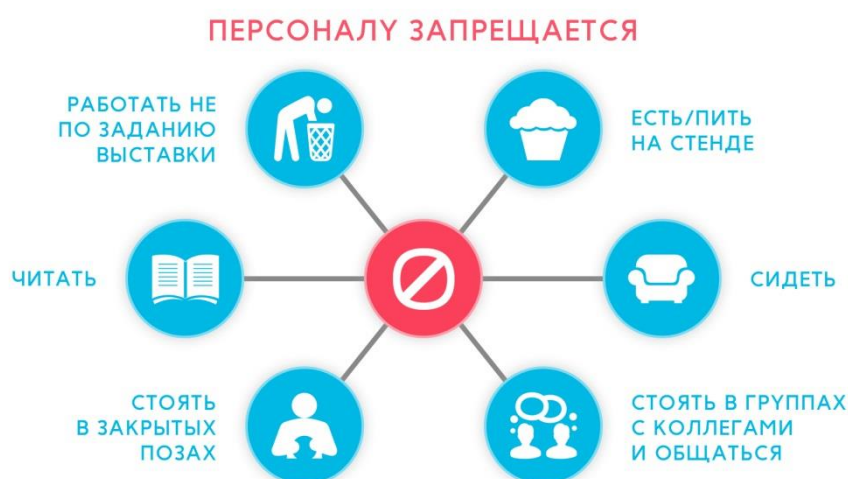 ПЕРСОНАЛУ ЗАПРЕЩАЕТСЯ
РАБОТАТЬ НЕ
ПО ЗАДАНИЮ
ВЫСТАВКИ
ЕСТЬ/ПИТЬ
НА СТЕНДЕ
ЧИТАТЬ
СИДЕТЬ
СТОЯТЬ
В ЗАКРЫТЫХ
ПОЗАХ
СТОЯТЬ В ГРУППАХ
С КОЛЛЕГАМИ
И ОБЩАТЬСЯ